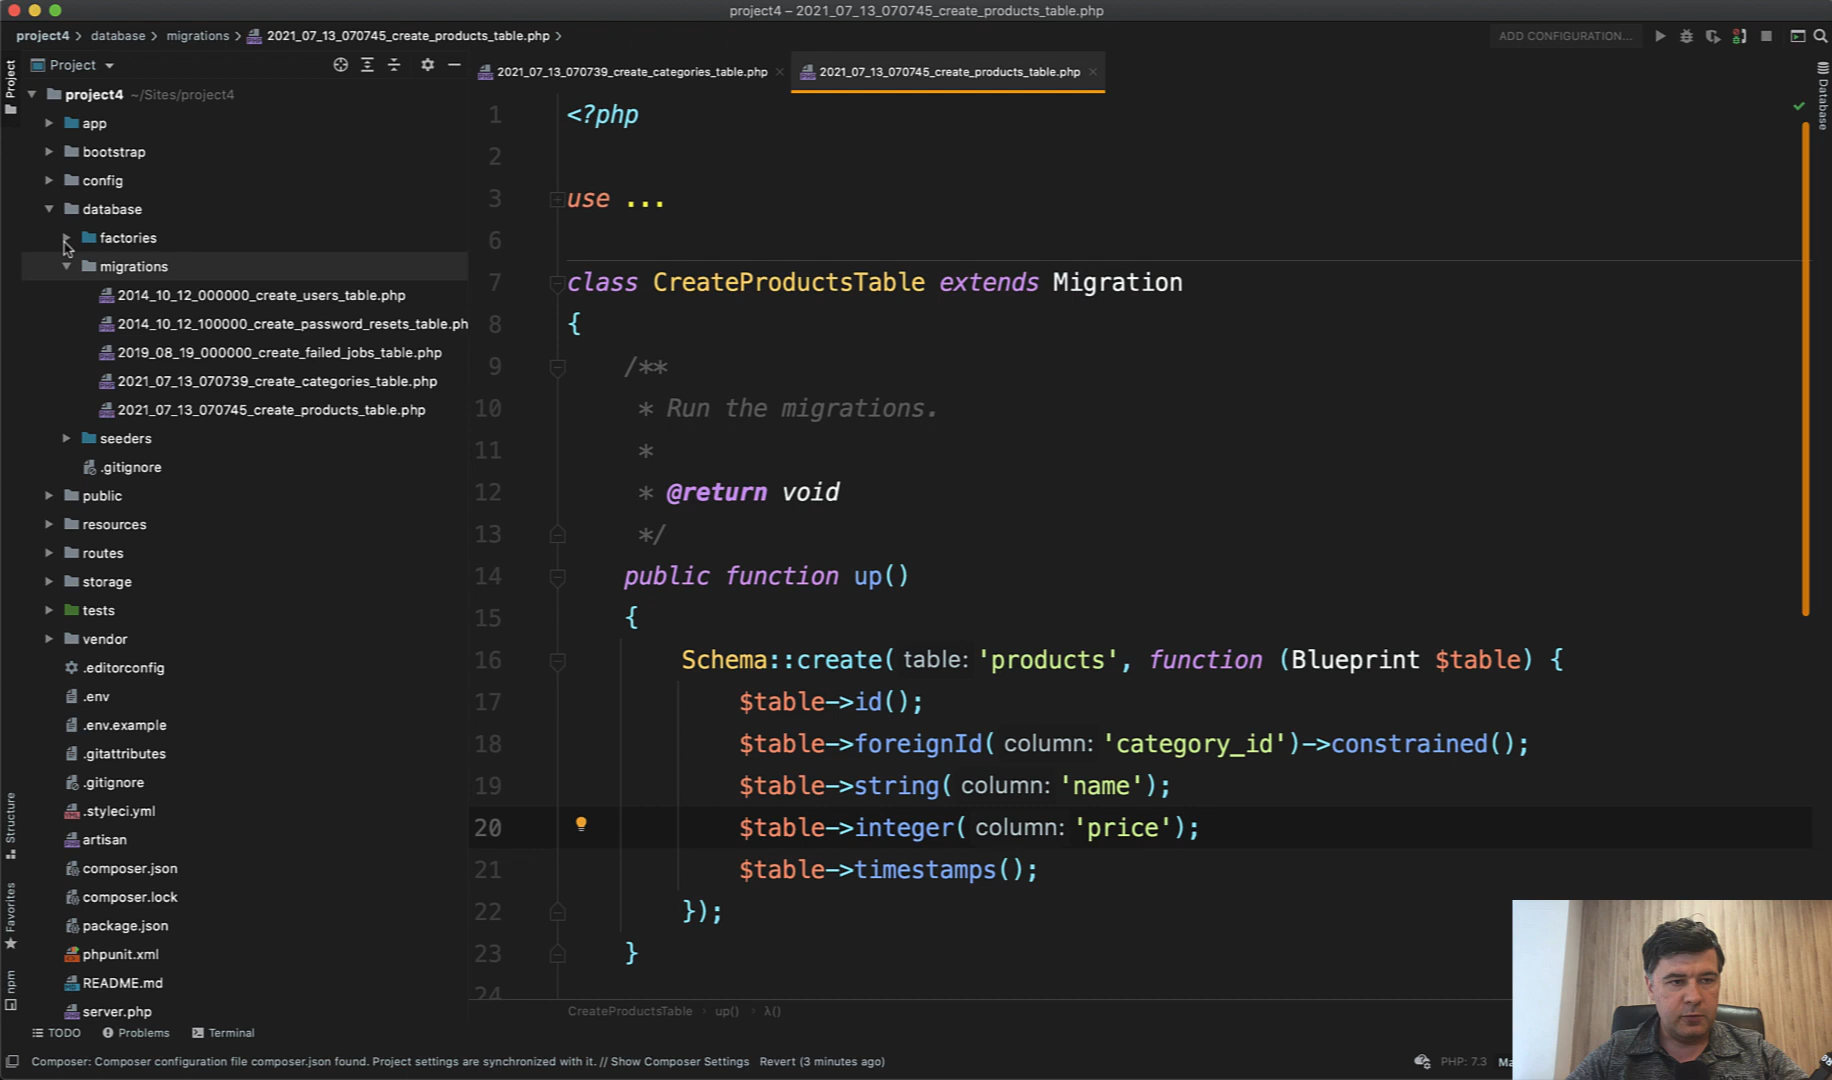 project4 – 2021_07_13_070745_create_products_table.php
project4 > database > migrations > 2021_07_13_070745_create_products_table.php >
ADD CONFIGURATION...
Project
Project
2021_07_13_070739_create_categories_table.php
2021_07_13_070745_create_products_table.php
Database
project4 ~/Sites/project4
app
bootstrap
config
database
factories
migrations
2014_10_12_000000_create_users_table.php
2014_10_12_100000_create_password_resets_table.ph
2019_08_19_000000_create_failed_jobs_table.php
2021_07_13_070739_create_categories_table.php
2021_07_13_070745_create_products_table.php
seeders
.gitignore
public
resources
routes
storage
tests
vendor
.editorconfig
.env
.env.example
.gitattributes
.gitignore
.styleci.yml
artisan
composer.json
composer.lock
package.json
phpunit.xml
README.md
server.php
Structure
Favorites
npm
1 <?php
2
3 use ...
6
7 class CreateProductsTable extends Migration
8 {
9 /**
10 * Run the migrations.
11 *
12 * @return void
13 */
14 public function up()
15 {
16 Schema::create( table: 'products', function (Blueprint $table) {
17 $table->id();
18 $table->foreignId( column: 'category_id')->constrained();
19 $table->string( column: 'name');
20 $table->integer( column: 'price');
21 $table->timestamps();
22 });
23 }
24
CreateProductsTable > up() > λ()
TODO Problems Terminal
Composer: Composer configuration file composer.json found. Project settings are synchronized with it. // Show Composer Settings Revert (3 minutes ago)
PHP: 7.3 Ma